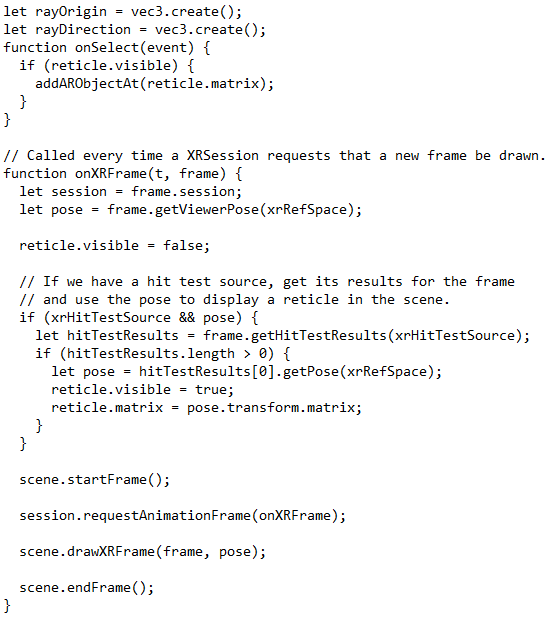 let rayOrigin = vec3.create();
let rayDirection = vec3.create();
function onSelect(event) {
  if (reticle.visible) {
    addARObjectAt(reticle.matrix);
  }
}

// Called every time a XRSession requests that a new frame be drawn.
function onXRFrame(t, frame) {
  let session = frame.session;
  let pose = frame.getViewerPose(xrRefSpace);

  reticle.visible = false;

  // If we have a hit test source, get its results for the frame
  // and use the pose to display a reticle in the scene.
  if (xrHitTestSource && pose) {
    let hitTestResults = frame.getHitTestResults(xrHitTestSource);
    if (hitTestResults.length > 0) {
      let pose = hitTestResults[0].getPose(xrRefSpace);
      reticle.visible = true;
      reticle.matrix = pose.transform.matrix;
    }
  }

  scene.startFrame();

  session.requestAnimationFrame(onXRFrame);

  scene.drawXRFrame(frame, pose);

  scene.endFrame();
}